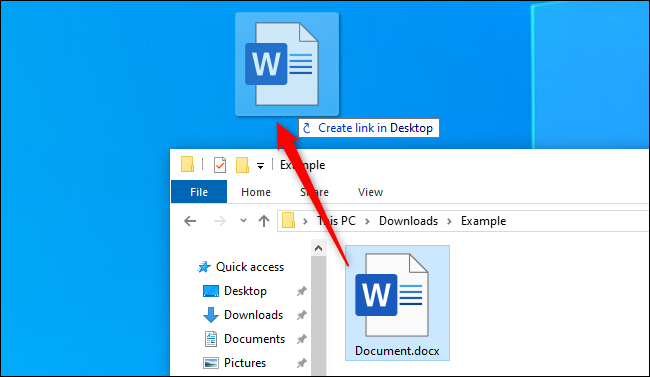 W
Create link in Desktop
Example
File Home Share View
This PC Downloads Example
Quick access
Desktop
Downloads
Documents
Pictures
W
Document.docx